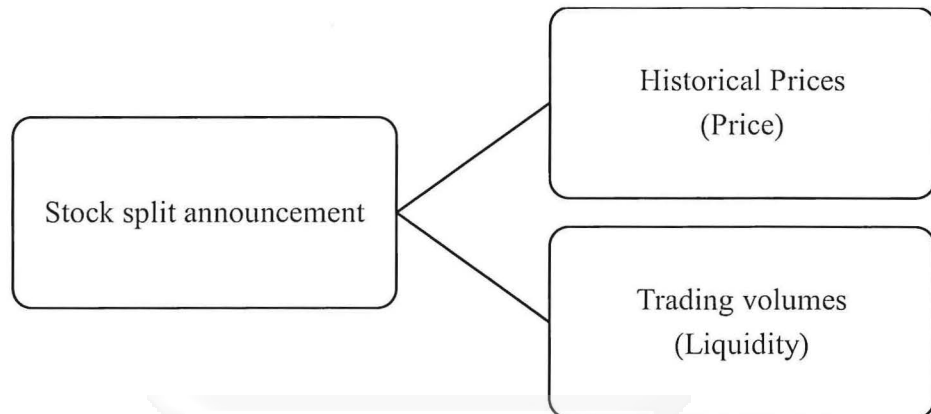 Historical Prices
(Price)
Stock split announcement
Trading volumes
(Liquidity)